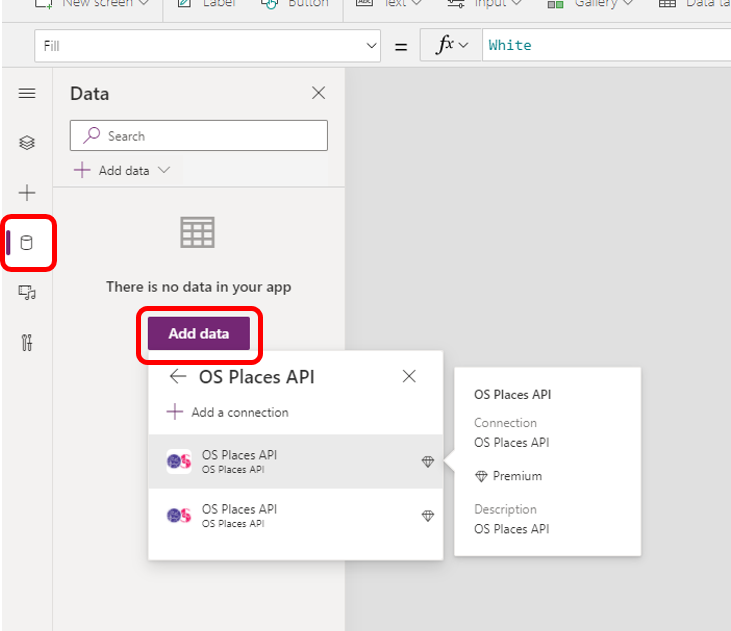 New screen
Label
Button
Text
Input
Gallery
Data ta
Fill
=
fx
White
Data
Search
Add data
There is no data in your app
Add data
OS Places API
Add a connection
OS Places API
OS Places API
OS Places API
OS Places API
OS Places API
Connection
OS Places API
Premium
Description
OS Places API